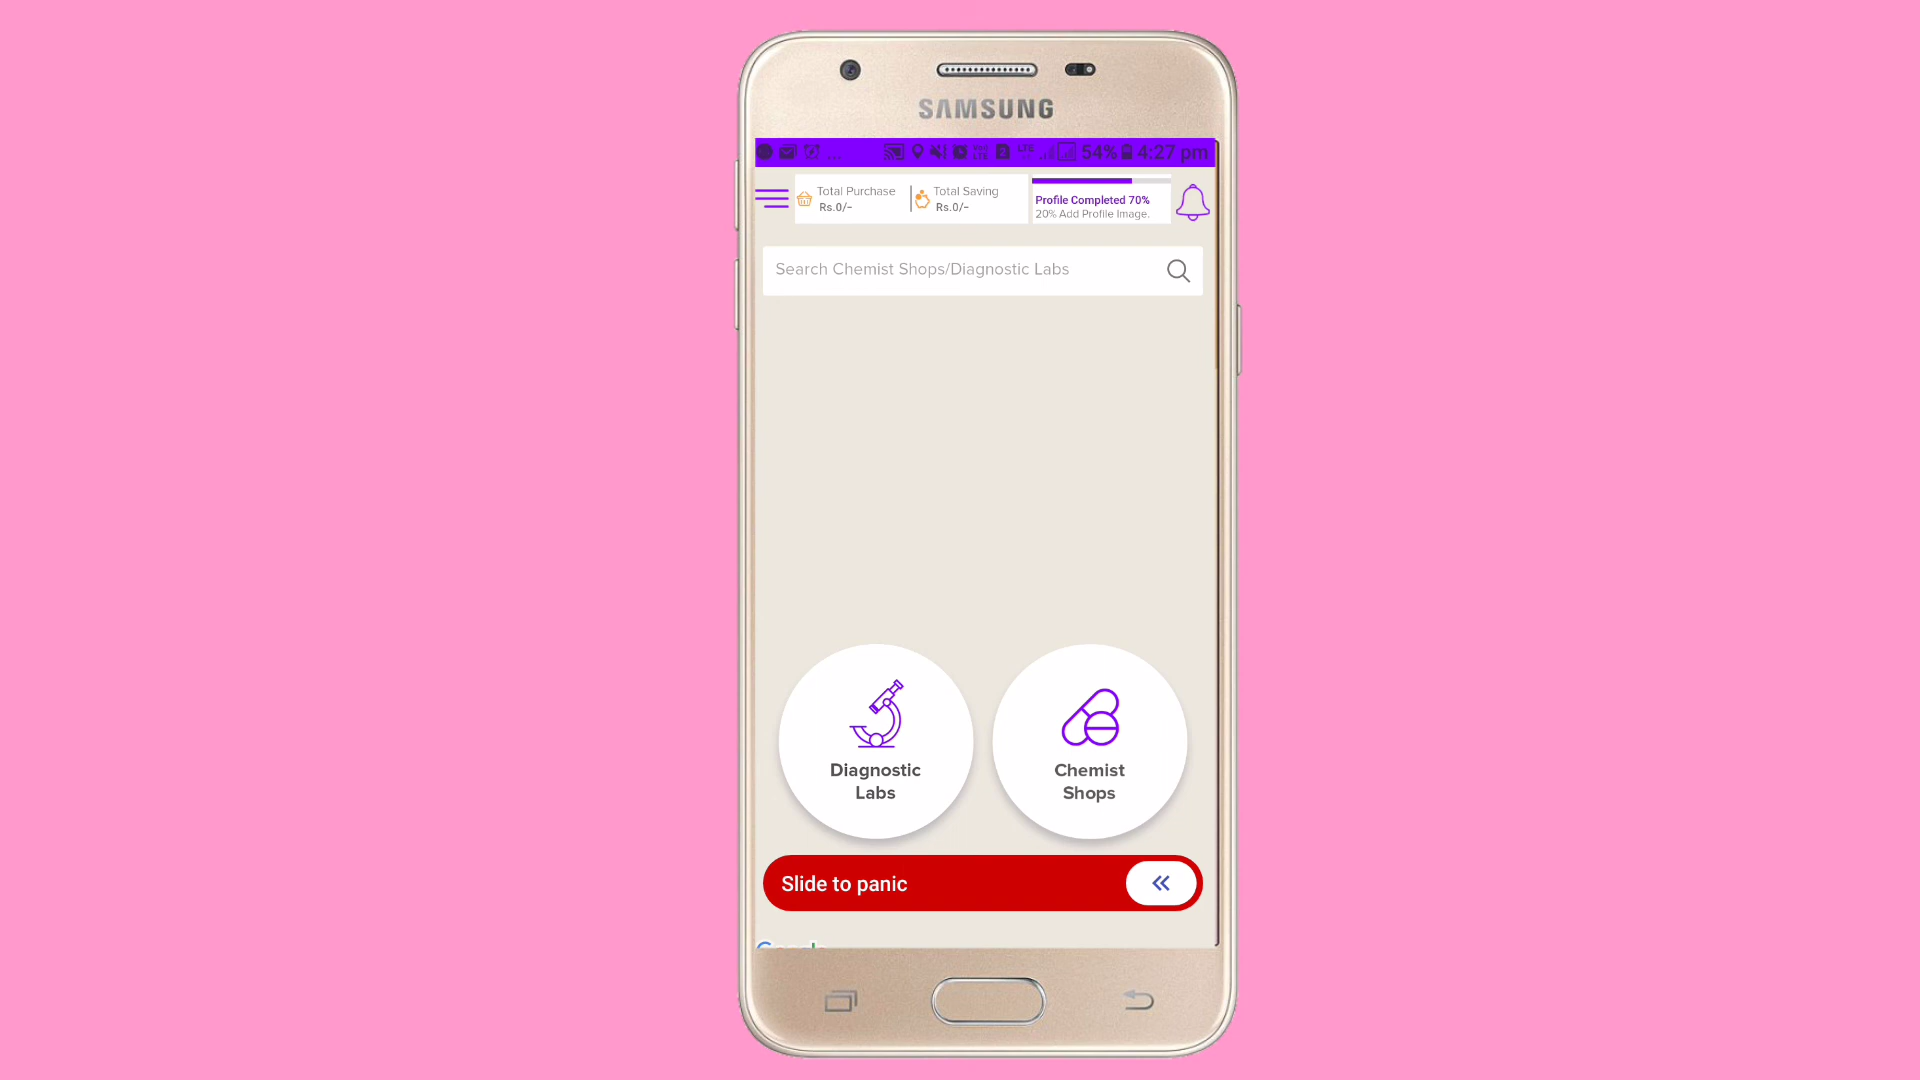 SAMSUNG
... LTE 54% 4:27 pm
Total Purchase
Rs.0/-
Total Saving
Rs.0/-
Profile Completed 70%
20% Add Profile Image.
Search Chemist Shops/Diagnostic Labs
Diagnostic
Labs
Chemist
Shops
Slide to panic